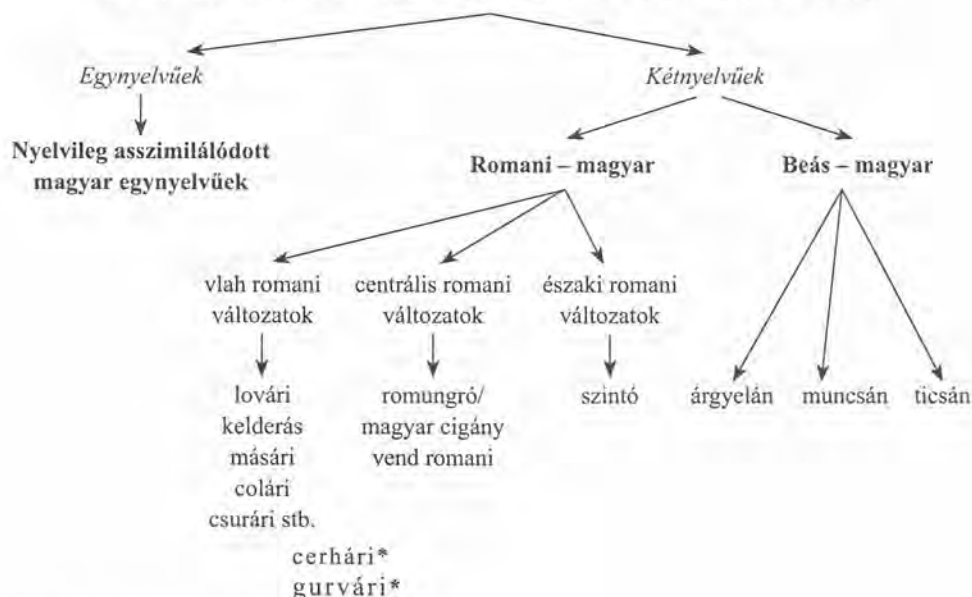 Egynyelvűek
Kétnyelvűek
Nyelvileg asszimilálódott
magyar egynyelvűek
Romani – magyar
Beás – magyar
vlah romani
változatok
centrális romani
változatok
északi romani
változatok
lovári
kelderás
másári
colári
csurári stb.
romungró/
magyar cigány
vend romani
szintó
árgyelán
muncsán
ticsán
cerhári*
gurvári*